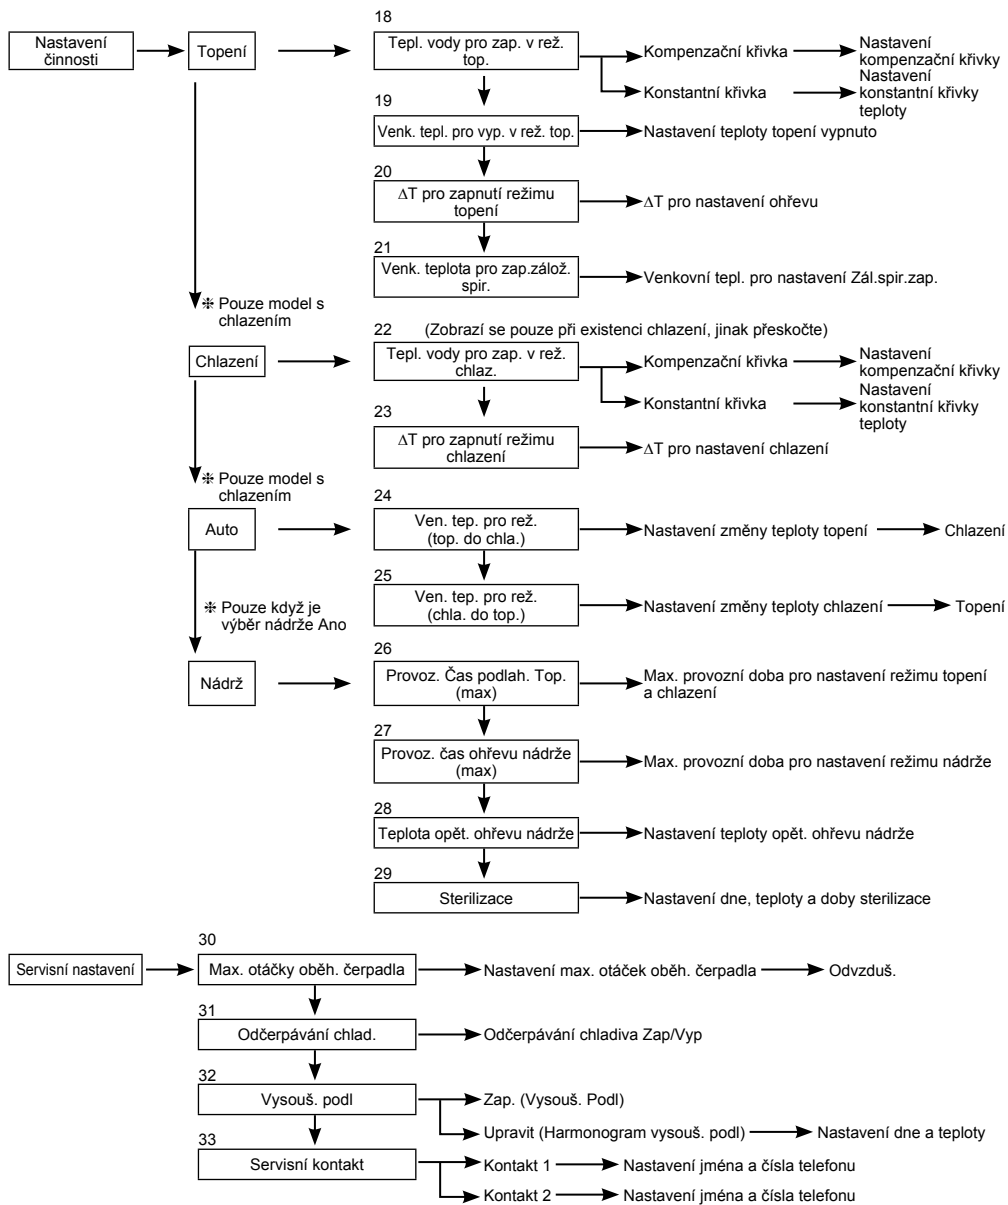 18
Nastavení
činnosti
Topení
Tepl. vody pro zap. v rež.
top.
Kompenzační křivka
Nastavení
kompenzační křivky
Konstantní křivka
Nastavení
konstantní křivky
teploty
19
Venk. tepl. pro vyp. v rež. top.
Nastavení teploty topení vypnuto
20
ΔT pro zapnutí režimu
topení
ΔT pro nastavení ohřevu
21
Venk. teplota pro zap.zálož.
spir.
Venkovní tepl. pro nastavení Zál.spir.zap.
⁜ Pouze model s
chlazením
22 (Zobrazí se pouze při existenci chlazení, jinak přeskočte)
Chlazení
Tepl. vody pro zap. v rež.
chlaz.
Kompenzační křivka
Nastavení
kompenzační křivky
Konstantní křivka
Nastavení
konstantní křivky
teploty
23
ΔT pro zapnutí režimu
chlazení
ΔT pro nastavení chlazení
⁜ Pouze model s
chlazením
24
Auto
Ven. tep. pro rež.
(top. do chla.)
Nastavení změny teploty topení
Chlazení
25
Ven. tep. pro rež.
(chla. do top.)
Nastavení změny teploty chlazení
Topení
⁜ Pouze když je
výběr nádrže Ano
26
Nádrž
Provoz. Čas podlah. Top.
(max)
Max. provozní doba pro nastavení režimu topení
a chlazení
27
Provoz. čas ohřevu nádrže
(max)
Max. provozní doba pro nastavení režimu nádrže
28
Teplota opět. ohřevu nádrže
Nastavení teploty opět. ohřevu nádrže
29
Sterilizace
Nastavení dne, teploty a doby sterilizace
30
Servisní nastavení
Max. otáčky oběh. čerpadla
Nastavení max. otáček oběh. čerpadla
Odvzduš.
31
Odčerpávání chlad.
Odčerpávání chladiva Zap/Vyp
32
Vysouš. podl
Zap. (Vysouš. Podl)
Upravit (Harmonogram vysouš. podl)
Nastavení dne a teploty
33
Servisní kontakt
Kontakt 1
Nastavení jména a čísla telefonu
Kontakt 2
Nastavení jména a čísla telefonu